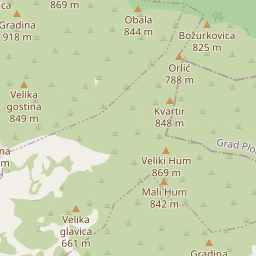 869 m
ica
Gradina
918 m
Obala
844 m
Božurkovica
825 m
Orlić
788 m
Velika
gostina
849 m
Kvartir
848 m
Grad Plo
na
m
Veliki Hum
869 m
Mali Hum
842 m
Velika
glavica
661 m
Gradina